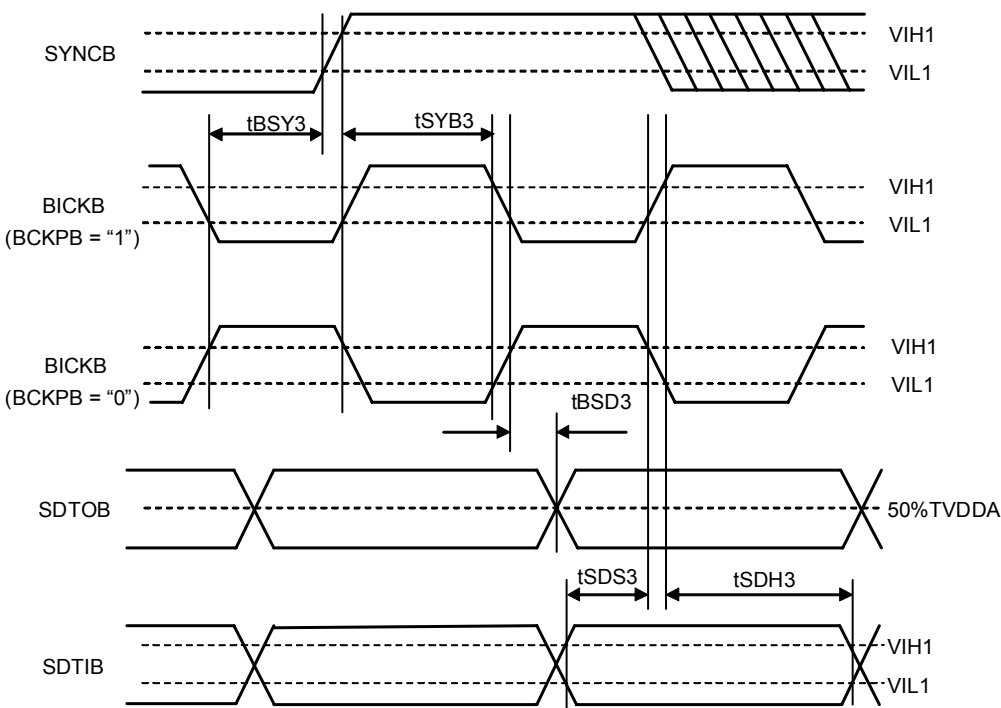 SYNCB
VIH1
VIL1
tBSY3
tSYB3
BICKB
(BCKPB = “1”)
VIH1
VIL1
BICKB
(BCKPB = “0”)
VIH1
VIL1
tBSD3
SDTOB
50%TVDDA
tSDS3
tSDH3
SDTIB
VIH1
VIL1